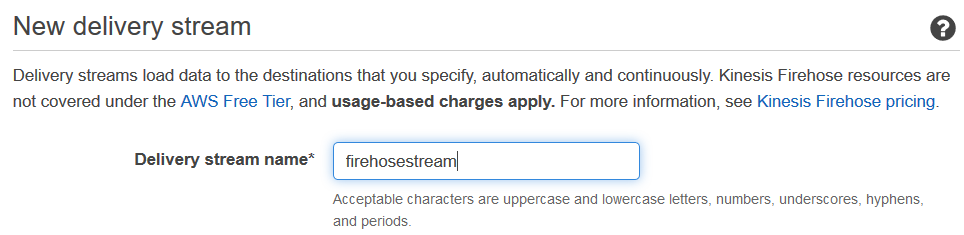 New delivery stream
?
Delivery streams load data to the destinations that you specify, automatically and continuously. Kinesis Firehose resources are
not covered under the AWS Free Tier, and usage-based charges apply. For more information, see Kinesis Firehose pricing.
Delivery stream name* firehosestream
Acceptable characters are uppercase and lowercase letters, numbers, underscores, hyphens,
and periods.